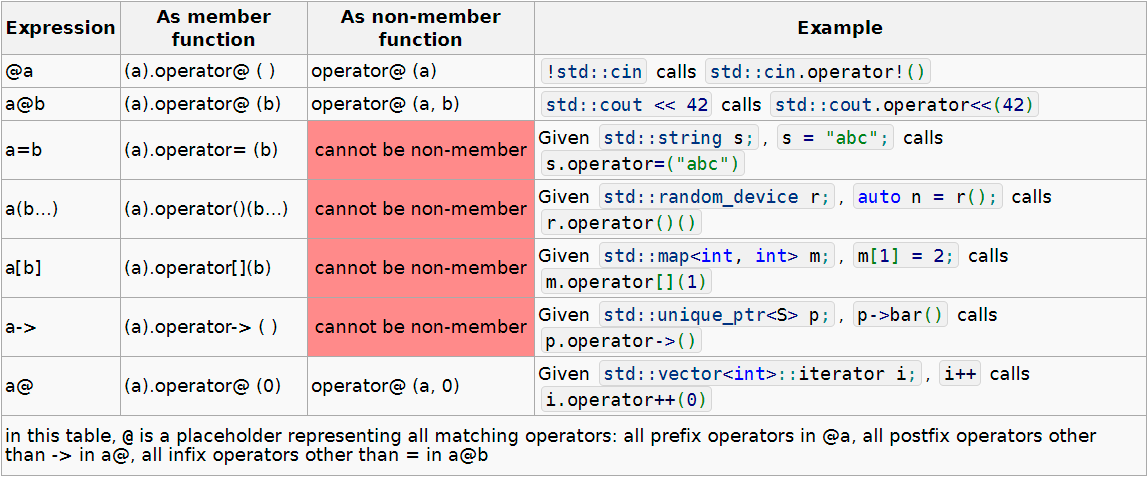 Expression As member function As non-member function Example
@a (a).operator@ ( ) operator@ (a) !std::cin calls std::cin.operator!()
a@b (a).operator@ (b) operator@ (a, b) std::cout << 42 calls std::cout.operator<<(42)
a=b (a).operator= (b) cannot be non-member Given std::string s;, s = "abc"; calls
s.operator=("abc")
a(b...) (a).operator()(b...) cannot be non-member Given std::random_device r;, auto n = r(); calls
r.operator()()
a[b] (a).operator[](b) cannot be non-member Given std::map<int, int> m;, m[1] = 2; calls
m.operator[](1)
a-> (a).operator-> ( ) cannot be non-member Given std::unique_ptr<S> p;, p->bar() calls
p.operator->()
a@ (a).operator@ (0) operator@ (a, 0) Given std::vector<int>::iterator i;, i++ calls
i.operator++(0)
in this table, @ is a placeholder representing all matching operators: all prefix operators in @a, all postfix operators other
than -> in a@, all infix operators other than = in a@b